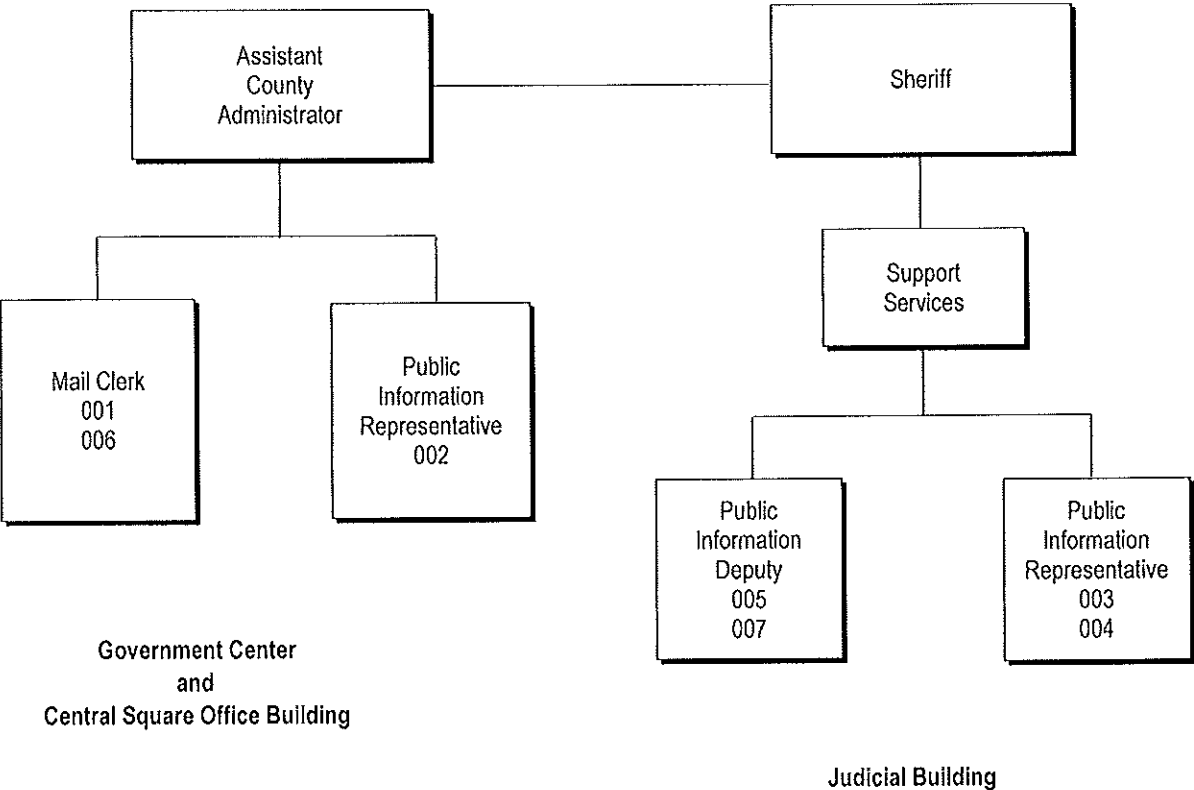 Assistant
County
Administrator
Sheriff
Support
Services
Mail Clerk
001
006
Public
Information
Representative
002
Public
Information
Deputy
005
007
Public
Information
Representative
003
004
Government Center
and
Central Square Office Building
Judicial Building